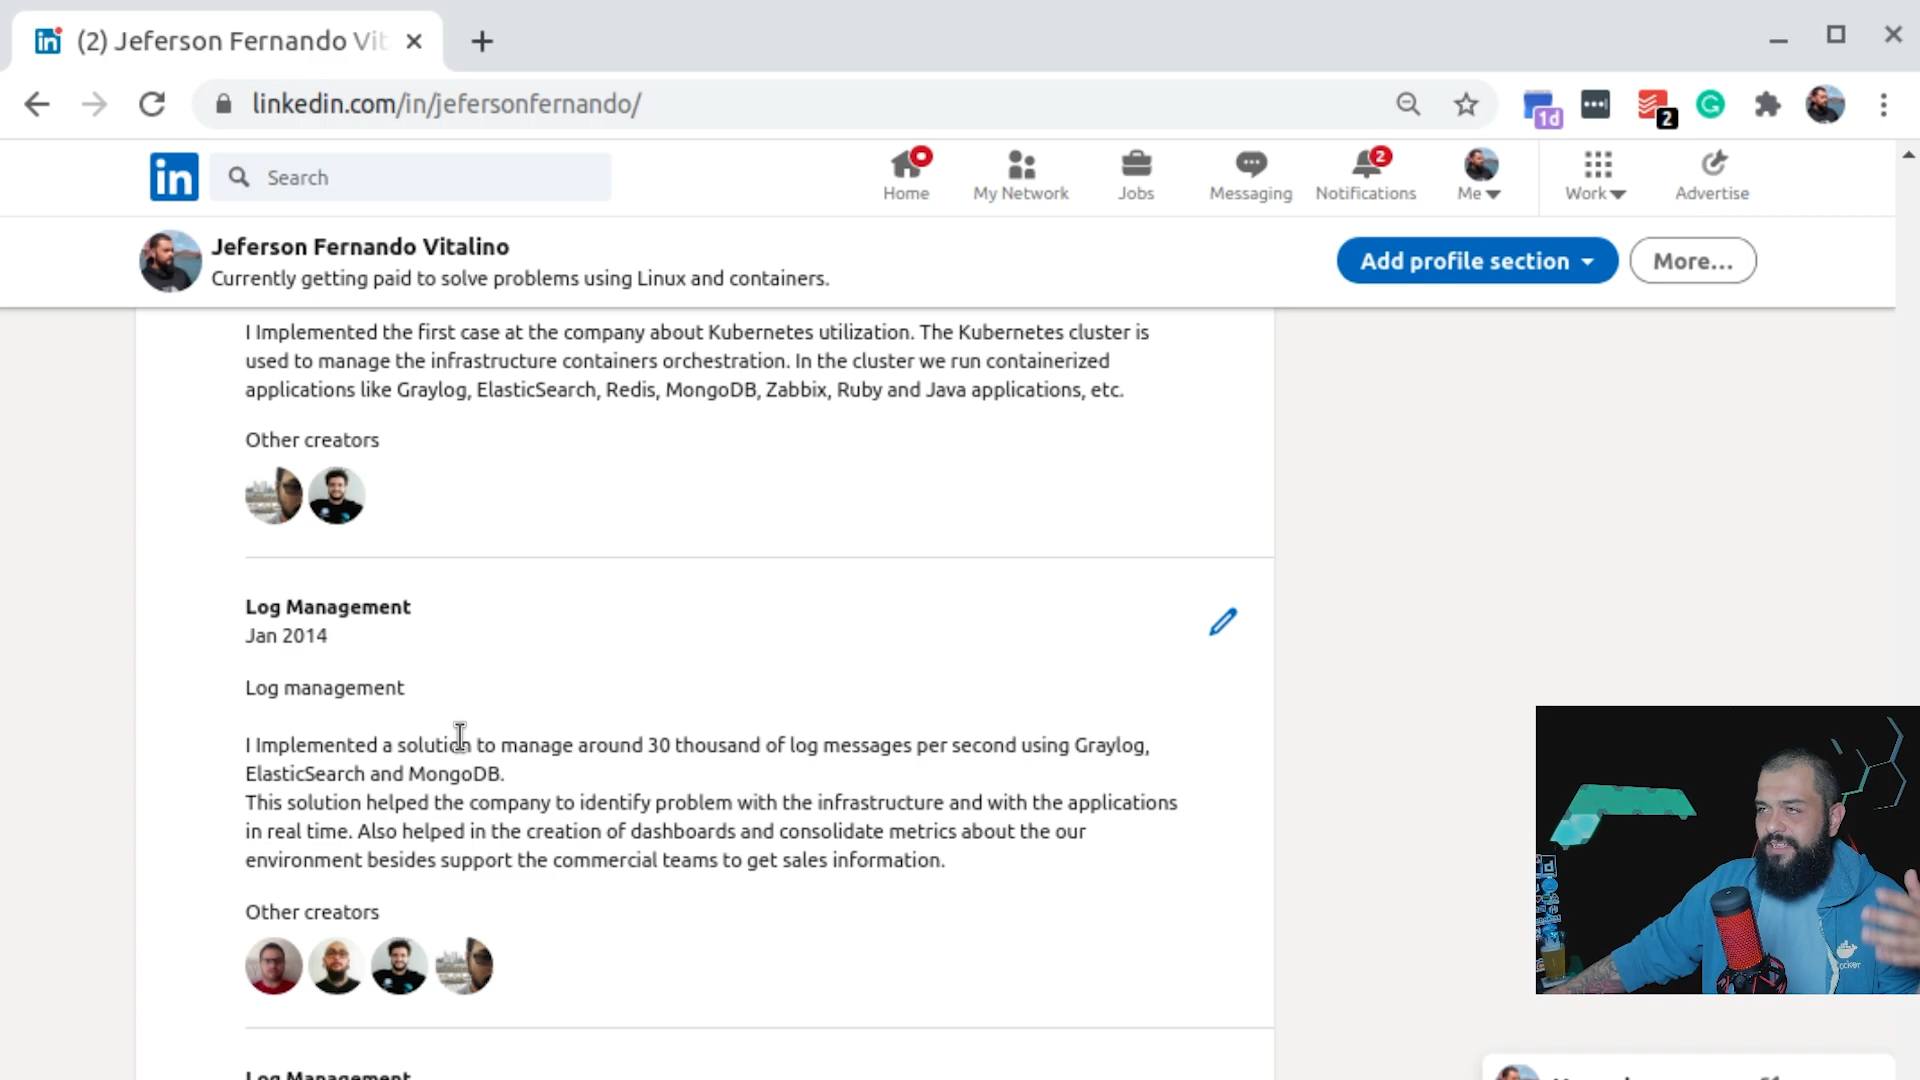 (2) Jeferson Fernando Vit
linkedin.com/in/jefersonfernando/
1d
2
in
Search
Home
My Network
Jobs
Messaging
2
Notifications
Me
Work
Advertise
Jeferson Fernando Vitalino
Currently getting paid to solve problems using Linux and containers.
Add profile section
More...
I Implemented the first case at the company about Kubernetes utilization. The Kubernetes cluster is
used to manage the infrastructure containers orchestration. In the cluster we run containerized
applications like Graylog, ElasticSearch, Redis, MongoDB, Zabbix, Ruby and Java applications, etc.
Other creators
Log Management
Jan 2014
Log management
I Implemented a solution to manage around 30 thousand of log messages per second using Graylog,
ElasticSearch and MongoDB.
This solution helped the company to identify problem with the infrastructure and with the applications
in real time. Also helped in the creation of dashboards and consolidate metrics about the our
environment besides support the commercial teams to get sales information.
Other creators
Log Management